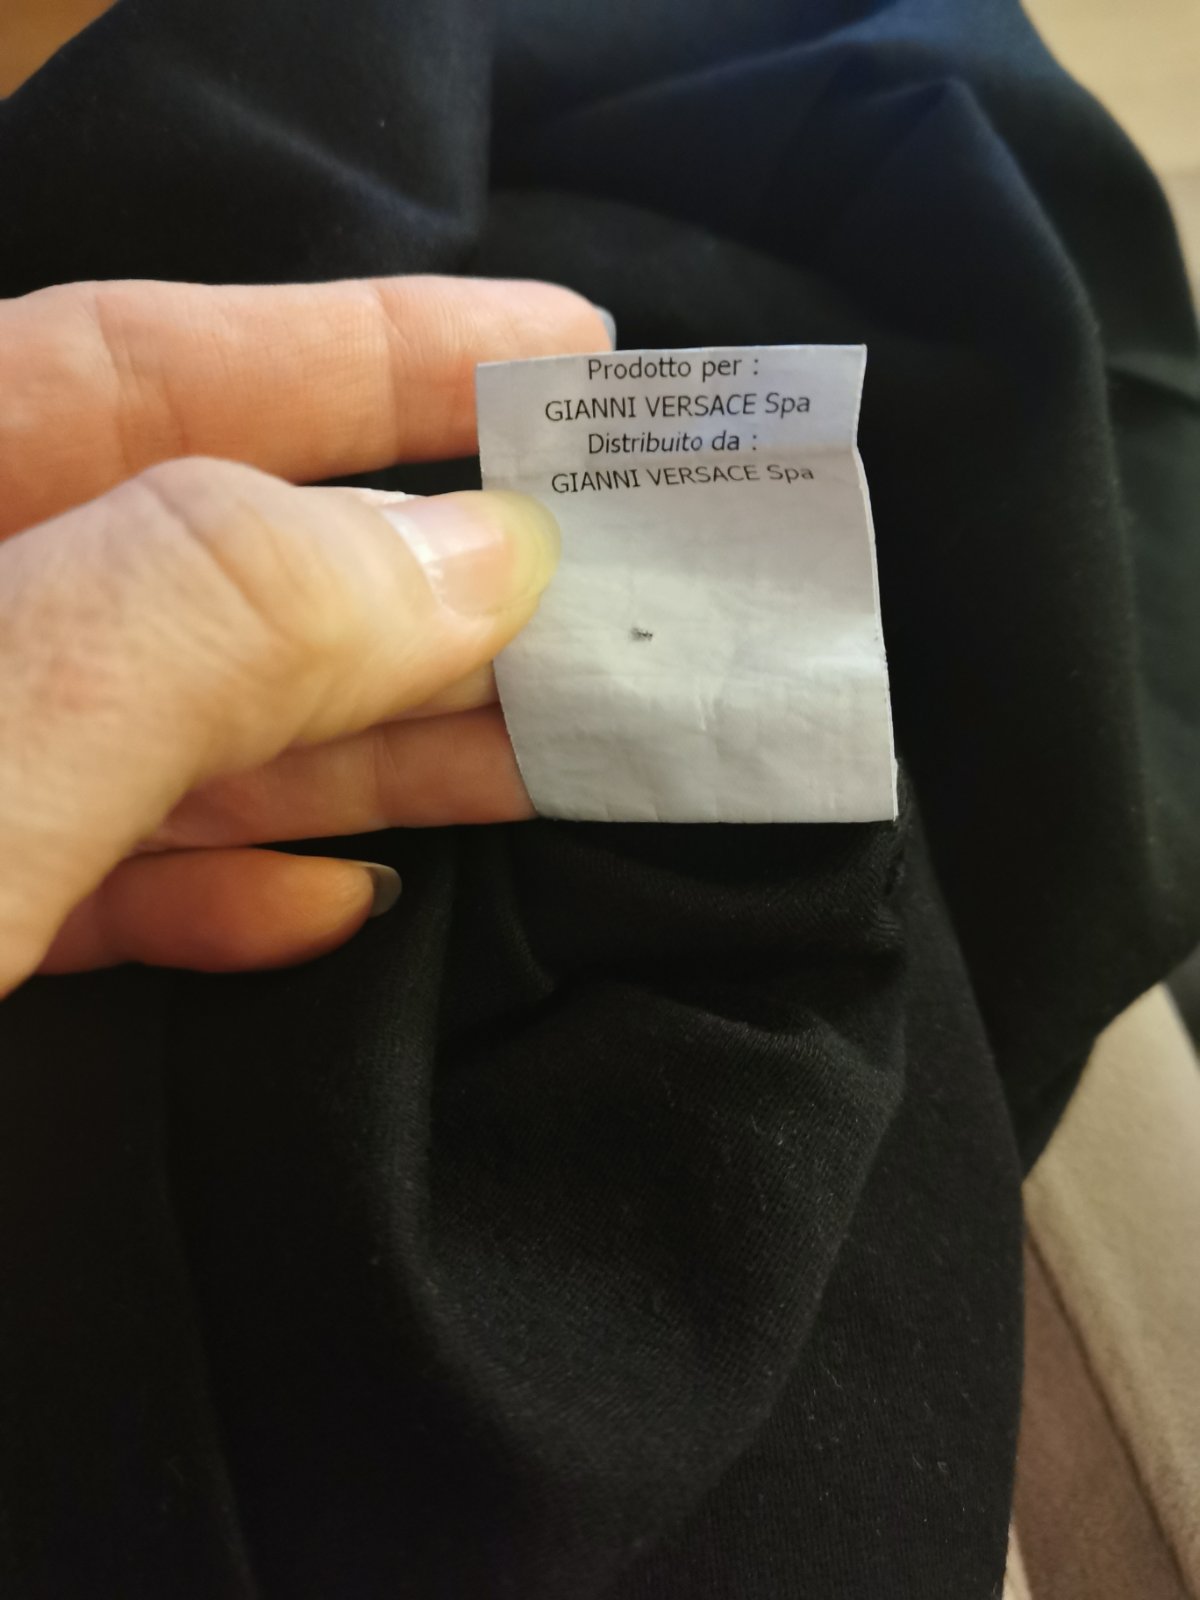 Prodotto per :
GIANNI VERSACE Spa
Distribuito da :
GIANNI VERSACE Spa